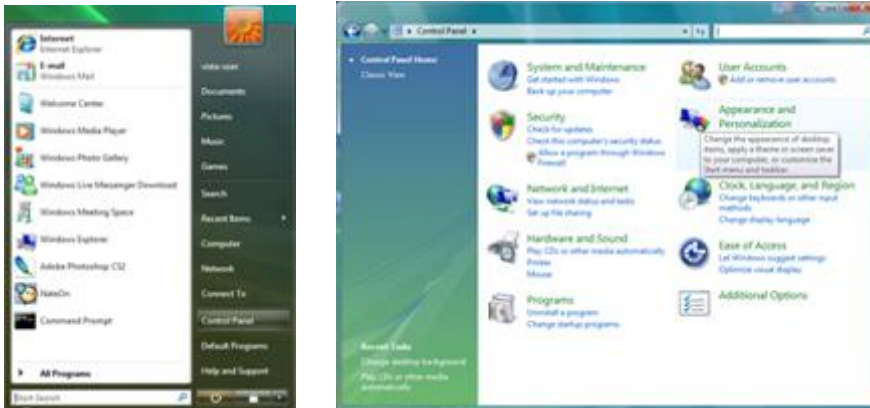 Internet
Internet Explorer
E-mail
Windows Mail
Welcome Center
Windows Media Player
Windows Photo Gallery
Windows Live Messenger Download
Windows Meeting Space
Windows Explorer
Adobe Photoshop CS2
NateOn
Command Prompt
All Programs
Start Search
vista user
Documents
Pictures
Music
Games
Search
Recent Items
Computer
Network
Connect To
Control Panel
Default Programs
Help and Support
Control Panel
Control Panel Home
Classic View
Recent Tasks
Change desktop background
Play CDs or other media
automatically
System and Maintenance
Get started with Windows
Back up your computer
Security
Check for updates
Check this computer's security status
Allow a program through Windows
Firewall
Network and Internet
View network status and tasks
Set up file sharing
Hardware and Sound
Play CDs or other media automatically
Printer
Mouse
Programs
Uninstall a program
Change startup programs
User Accounts
Add or remove user accounts
Appearance and
Personalization
Change the appearance of desktop
items, apply a theme or screen saver
to your computer, or customize the
Start menu and taskbar.
Clock, Language, and Region
Change keyboards or other input
methods
Change display language
Ease of Access
Let Windows suggest settings
Optimize visual display
Additional Options